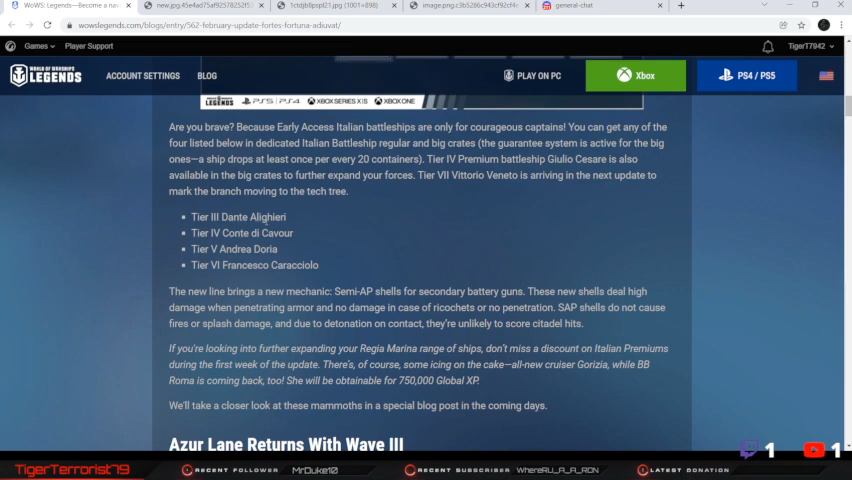 WoWS: Legends—Become a nav
new.jpg.45e4ad75af92578252f5
1ctdjb8pspl21.jpg (1001×898)
image.png.c3b5286c943cf92cf4
general-chat
wowslegends.com/blogs/entry/562-february-update-fortes-fortuna-adiuvat/
Games Player Support TigerT7942
WORLD OF WARSHIPS LEGENDS ACCOUNT SETTINGS BLOG PLAY ON PC Xbox PS4 / PS5
LEGENDS PS5 | PS4 XBOX SERIES X|S XBOX ONE
Are you brave? Because Early Access Italian battleships are only for courageous captains! You can get any of the
four listed below in dedicated Italian Battleship regular and big crates (the guarantee system is active for the big
ones—a ship drops at least once per every 20 containers). Tier IV Premium battleship Giulio Cesare is also
available in the big crates to further expand your forces. Tier VII Vittorio Veneto is arriving in the next update to
mark the branch moving to the tech tree.
Tier III Dante Alighieri
Tier IV Conte di Cavour
Tier V Andrea Doria
Tier VI Francesco Caracciolo
The new line brings a new mechanic: Semi-AP shells for secondary battery guns. These new shells deal high
damage when penetrating armor and no damage in case of ricochets or no penetration. SAP shells do not cause
fires or splash damage, and due to detonation on contact, they're unlikely to score citadel hits.
If you're looking into further expanding your Regia Marina range of ships, don't miss a discount on Italian Premiums
during the first week of the update. There's, of course, some icing on the cake—all-new cruiser Gorizia, while BB
Roma is coming back, too! She will be obtainable for 750,000 Global XP.
We'll take a closer look at these mammoths in a special blog post in the coming days.
Azur Lane Returns With Wave III
1 1
TigerTerrorist79 RECENT FOLLOWER MrDuke10 RECENT SUBSCRIBER WhereRU_A_A_RON LATEST DONATION